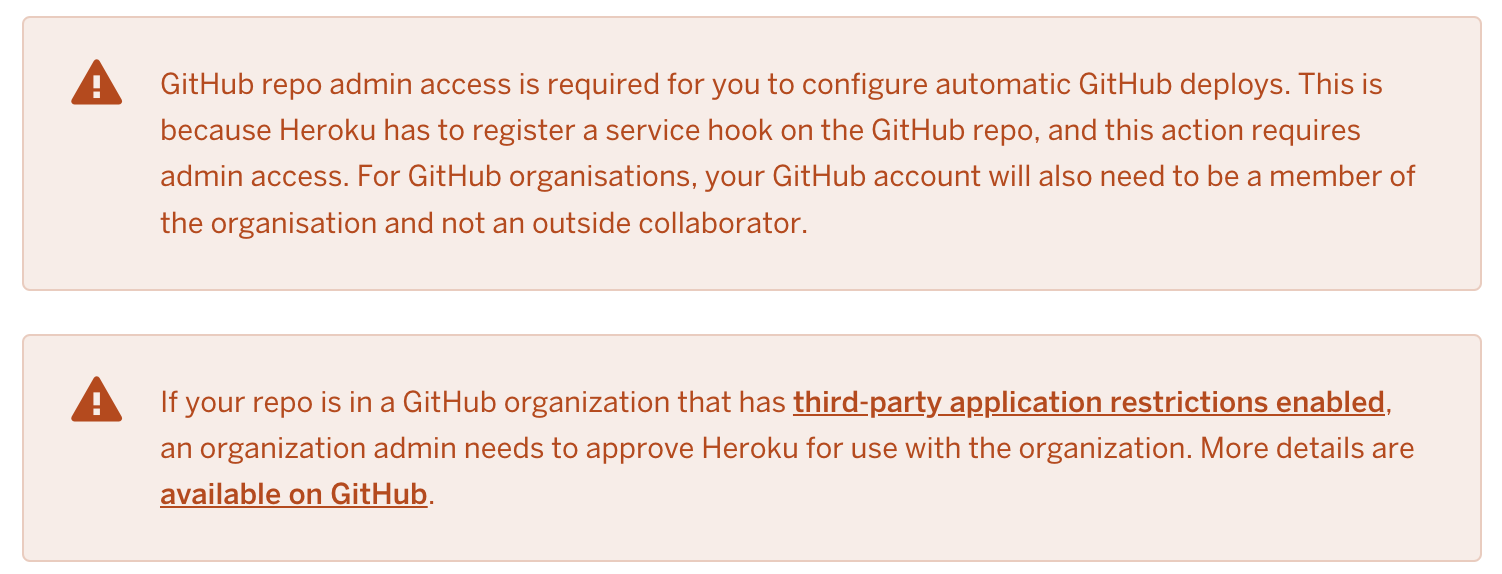 GitHub repo admin access is required for you to configure automatic GitHub deploys. This is
because Heroku has to register a service hook on the GitHub repo, and this action requires
admin access. For GitHub organisations, your GitHub account will also need to be a member of
the organisation and not an outside collaborator.
If your repo is in a GitHub organization that has third-party application restrictions enabled,
an organization admin needs to approve Heroku for use with the organization. More details are
available on GitHub.